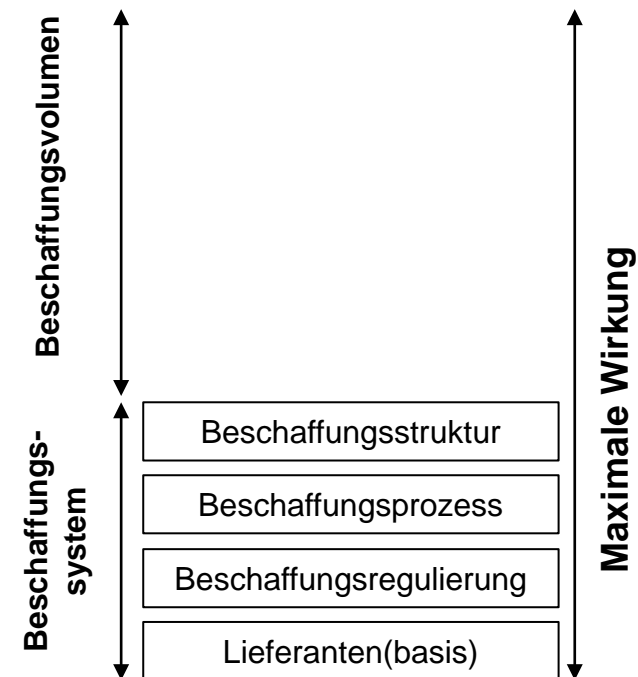 Beschaffungsvolumen
Beschaffungs-
system
Beschaffungsstruktur
Beschaffungsprozess
Beschaffungsregulierung
Lieferanten(basis)
Maximale Wirkung